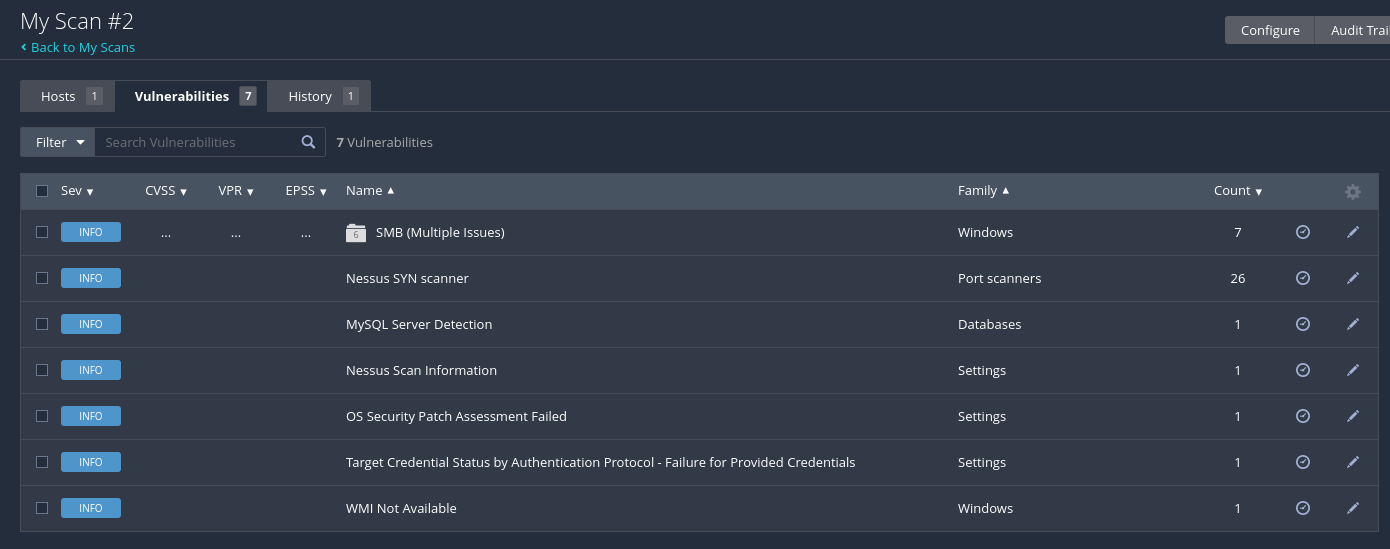 My Scan #2
Back to My Scans
Configure Audit Trai
Hosts 1 Vulnerabilities 7 History 1
Filter Search Vulnerabilities 7 Vulnerabilities
Sev CVSS VPR EPSS Name Family Count
INFO ... ... ... 6 SMB (Multiple Issues) Windows 7
INFO Nessus SYN scanner Port scanners 26
INFO MySQL Server Detection Databases 1
INFO Nessus Scan Information Settings 1
INFO OS Security Patch Assessment Failed Settings 1
INFO Target Credential Status by Authentication Protocol - Failure for Provided Credentials Settings 1
INFO WMI Not Available Windows 1